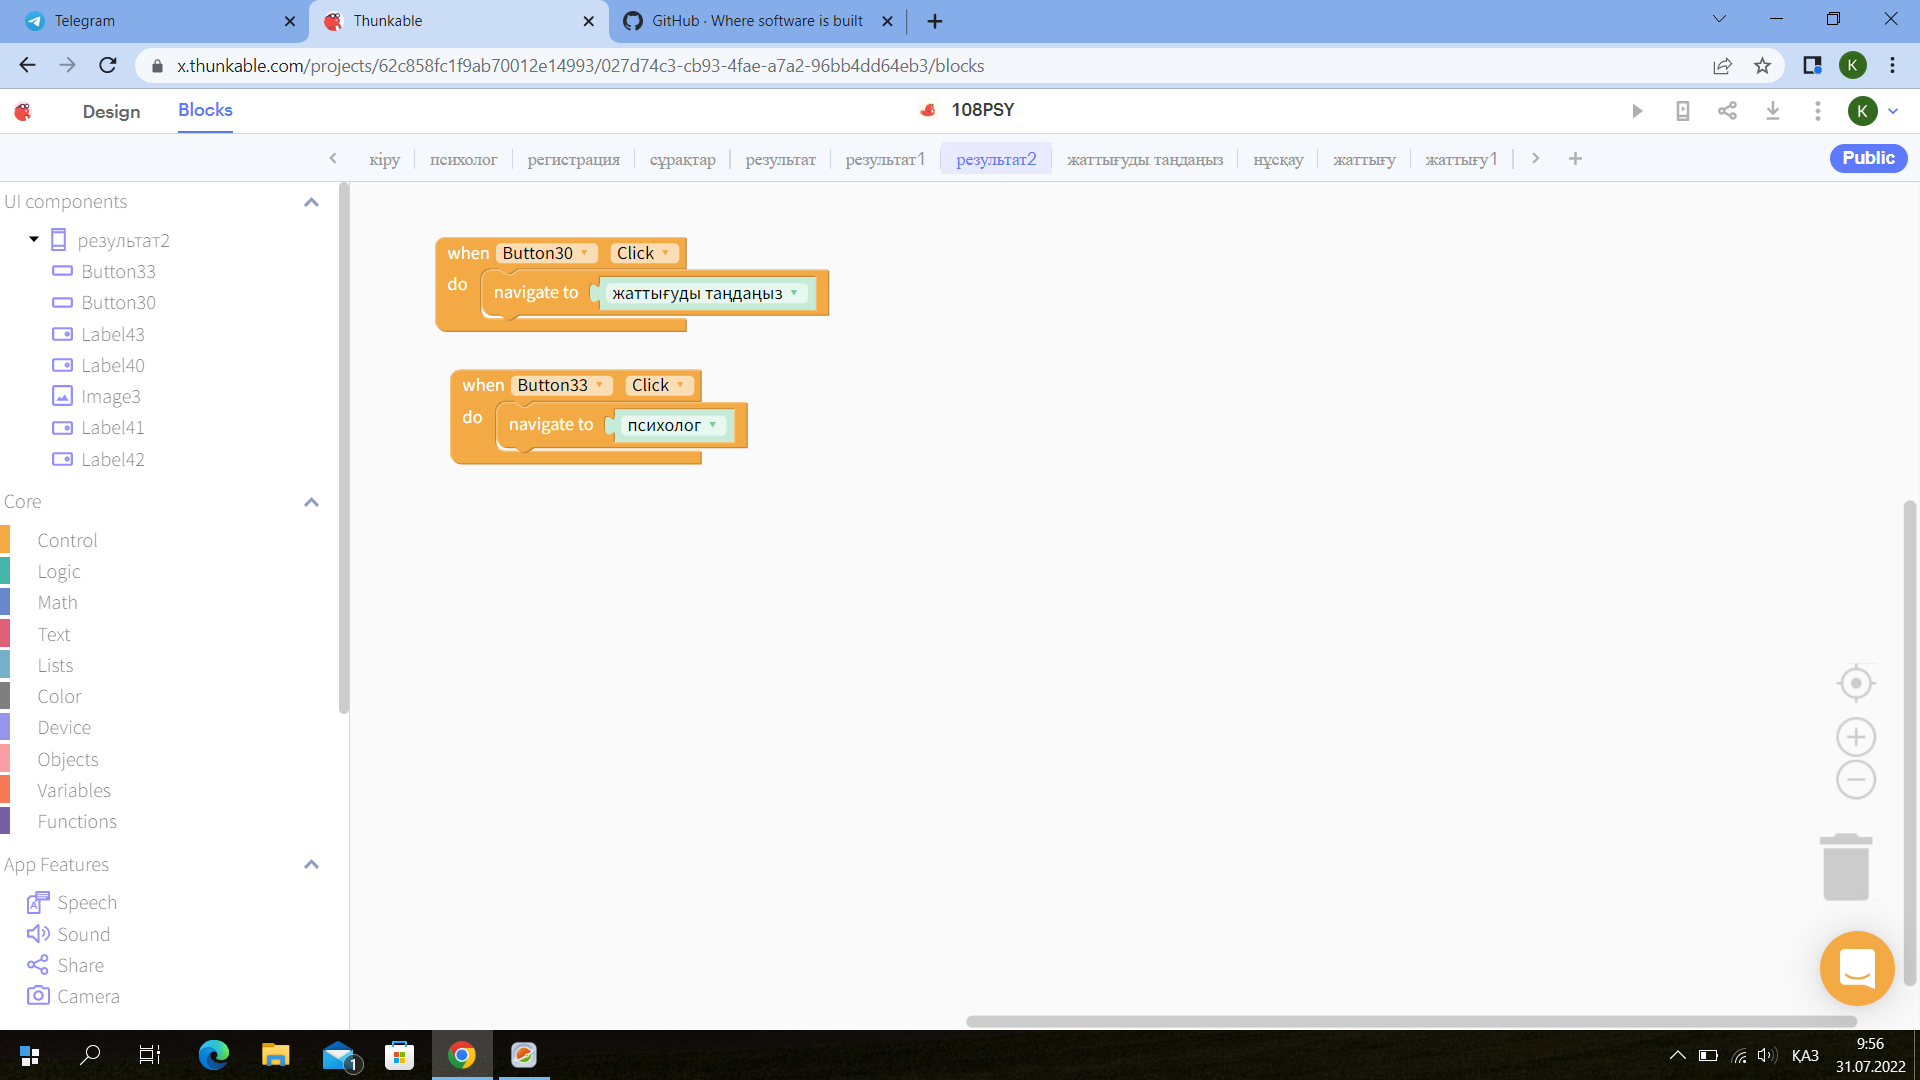 Telegram
Thunkable
GitHub · Where software is built
x.thunkable.com/projects/62c858fc1f9ab70012e14993/027d74c3-cb93-4fae-a7a2-96bb4dd64eb3/blocks
K
Design
Blocks
108PSY
K
кіру
психолог
регистрация
сұрақтар
результат
результат1
результат2
жаттығуды таңдаңыз
нұсқау
жаттығу
жаттығу1
Public
UI components
результат2
Button33
Button30
Label43
Label40
Image3
Label41
Label42
Core
Control
Logic
Math
Text
Lists
Color
Device
Objects
Variables
Functions
App Features
Speech
Sound
Share
Camera
when Button30 Click
do navigate to жаттығуды таңдаңыз
when Button33 Click
do navigate to психолог
1
ҚАЗ
9:56
31.07.2022